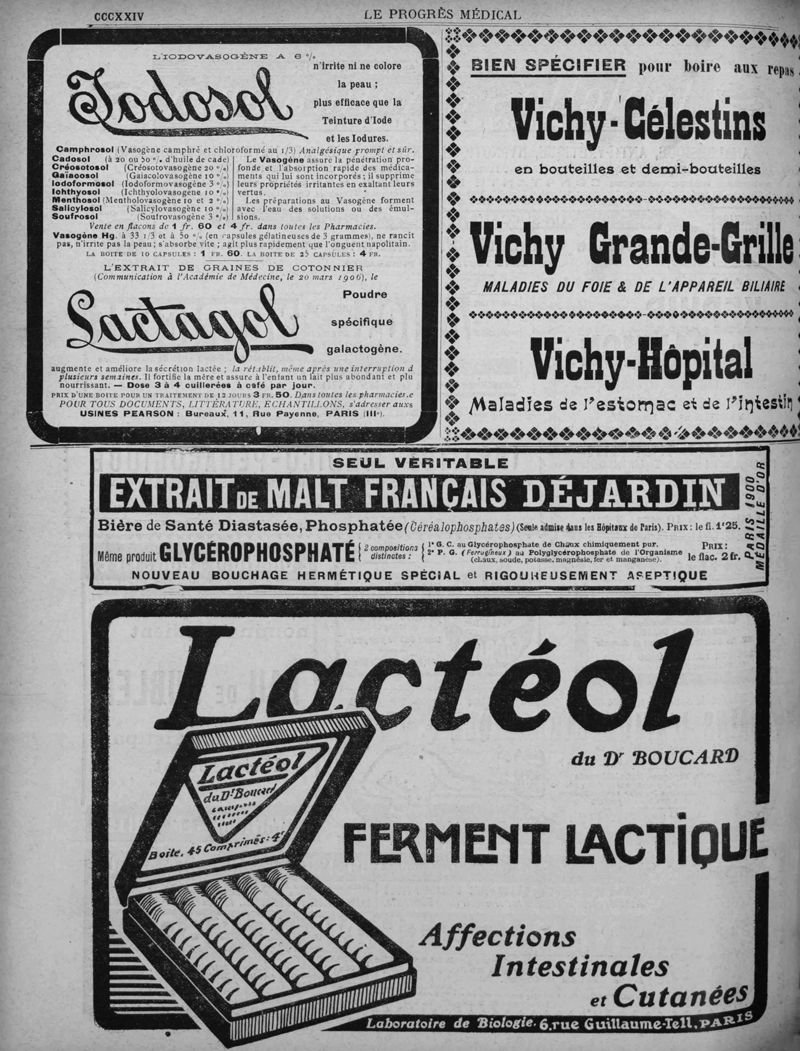 CCCXXIV
LE PROGRÈS MÉDICAL
L'IODOVASOGÈNE A 6 %
Iodosol
n'irrite ni ne colore
la peau ;
plus efficace que la
Teinture d'Iode
et les Iodures.
Camphrosol (Vasogène camphré et chloroformé au 1/3) Analgésique prompt et sûr.
Cadosol (à 20 ou 50 % d'huile de cade)
Créosotosol (Créosotovasogène 20 %)
Gaïacosol (Gaïacolvasogène 10 %)
Iodoformosol (Iodoformovasogène 3 %)
Ichthyosol (Ichthyolovasogène 10 %)
Menthosol (Mentholovasogène 10 et 2 %)
Salicylosol (Salicylovasogène 10 %)
Soufrosol (Soufrovasogène 3 %)
Le Vasogène assure la pénétration pro-
fonde et l'absorption rapide des médica-
ments qui lui sont incorporés ; il supprime
leurs propriétés irritantes en exaltant leurs
vertus.
Les préparations au Vasogène forment
avec l'eau des solutions ou des émul-
sions.
Vente en flacons de 1 fr. 60 et 4 fr. dans toutes les Pharmacies.
Vasogène Hg. à 33 1/3 et à 50 % (en capsules gélatineuses de 3 grammes), ne rancit
pas, n'irrite pas la peau ; s'absorbe vite ; agit plus rapidement que l'onguent napolitain.
LA BOITE DE 10 CAPSULES : 1 FR. 60. LA BOITE DE 25 CAPSULES : 4 FR.
L'EXTRAIT DE GRAINES DE COTONNIER
(Communication à l'Académie de Médecine, le 20 mars 1906), le
Lactagol
Poudre
spécifique
galactogène.
augmente et améliore la sécrétion lactée ; la rétablit, même après une interruption d
plusieurs semaines. Il fortifie la mère et assure à l'enfant un lait plus abondant et plu
nourrissant. — Dose 3 à 4 cuillerées à café par jour.
PRIX D'UNE BOITE POUR UN TRAITEMENT DE 12 JOURS 3 FR. 50. Dans toutes les pharmacies.e
POUR TOUS DOCUMENTS, LITTÉRATURE, ECHANTILLONS, s'adresser auxs
USINES PEARSON : Bureaux, 11, Rue Payenne, PARIS (IIIe).
BIEN SPÉCIFIER pour boire aux repas
Vichy-Célestins
en bouteilles et demi-bouteilles
Vichy Grande-Grille
MALADIES DU FOIE & DE L'APPAREIL BILIAIRE
Vichy-Hôpital
Maladies de l'estomac et de l'intestin
SEUL VÉRITABLE
EXTRAIT DE MALT FRANÇAIS DÉJARDIN
Bière de Santé Diastasée, Phosphatée (Céréalophosphates) (Seule admise dans les Hôpitaux de Paris). PRIX : le fl. 1f25.
Même produit GLYCÉROPHOSPHATÉ
2 compositions
distinctes :
1° G. C. au Glycérophosphate de Chaux chimiquement pur.
2° P. G. (Ferrugineux) au Polyglycérophosphate de l'Organisme
(chaux, soude, potasse, magnésie, fer et manganèse).
PRIX :
le flac. 2 fr.
NOUVEAU BOUCHAGE HERMÉTIQUE SPÉCIAL et RIGOUREUSEMENT ASEPTIQUE
PARIS 1900
MÉDAILLE D'OR
Lactéol
du Dr BOUCARD
Lactéol
du Dr Boucard
Boite. 45 Comprimés: 4f
FERMENT LACTIQUE
Affections
Intestinales
et Cutanées
Laboratoire de Biologie. 6, rue Guillaume-Tell, PARIS